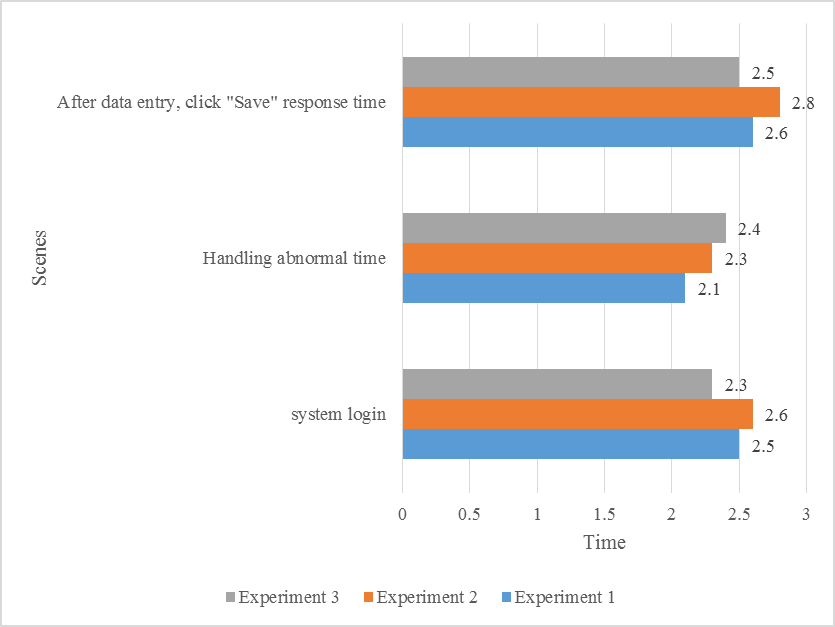 After data entry, click "Save" response time
2.5
2.8
2.6
Handling abnormal time
2.4
2.3
2.1
system login
2.3
2.6
2.5
Scenes
0 0.5 1 1.5 2 2.5 3
Time
Experiment 3 Experiment 2 Experiment 1